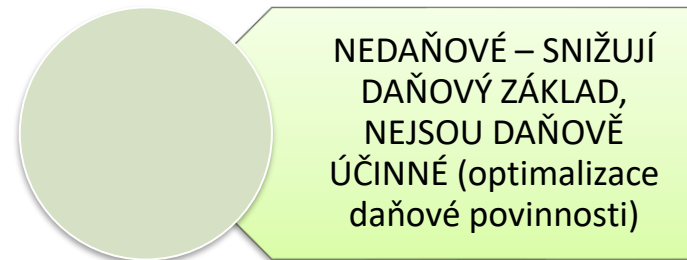 NEDAŇOVÉ – SNIŽUJÍ
DAŇOVÝ ZÁKLAD,
NEJSOU DAŇOVĚ
ÚČINNÉ (optimalizace
daňové povinnosti)